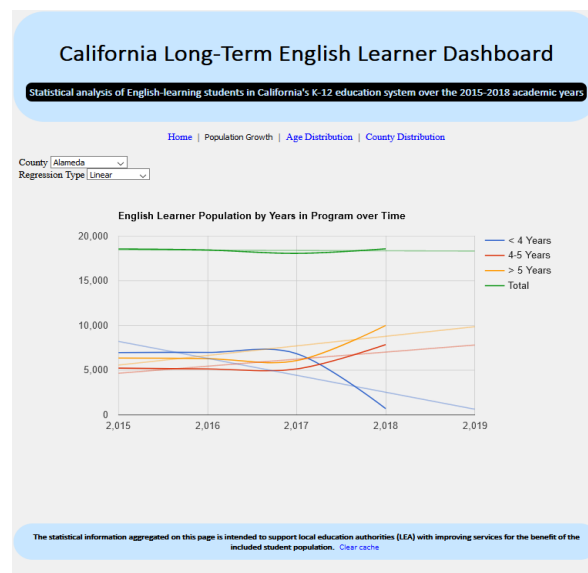 California Long-Term English Learner Dashboard
Statistical analysis of English-learning students in California's K-12 education system over the 2015-2018 academic years
Home | Population Growth | Age Distribution | County Distribution
County Alameda
Regression Type Linear
English Learner Population by Years in Program over Time
20,000
15,000
10,000
5,000
0
2,015 2,016 2,017 2,018 2,019
< 4 Years
4-5 Years
> 5 Years
Total
The statistical information aggregated on this page is intended to support local education authorities (LEA) with improving services for the benefit of the
included student population. Clear cache